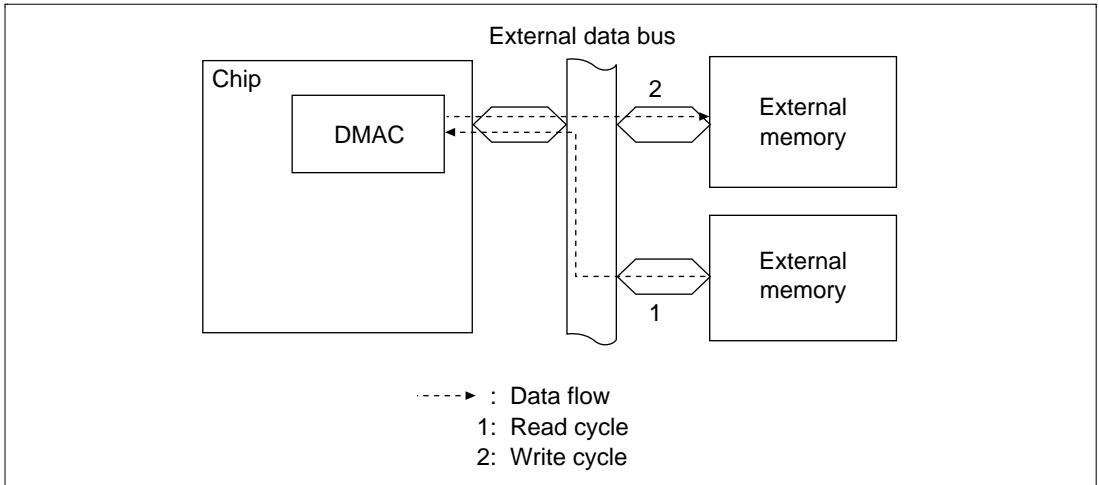 External data bus
Chip
DMAC
2
External
memory
External
memory
1
: Data flow
1: Read cycle
2: Write cycle